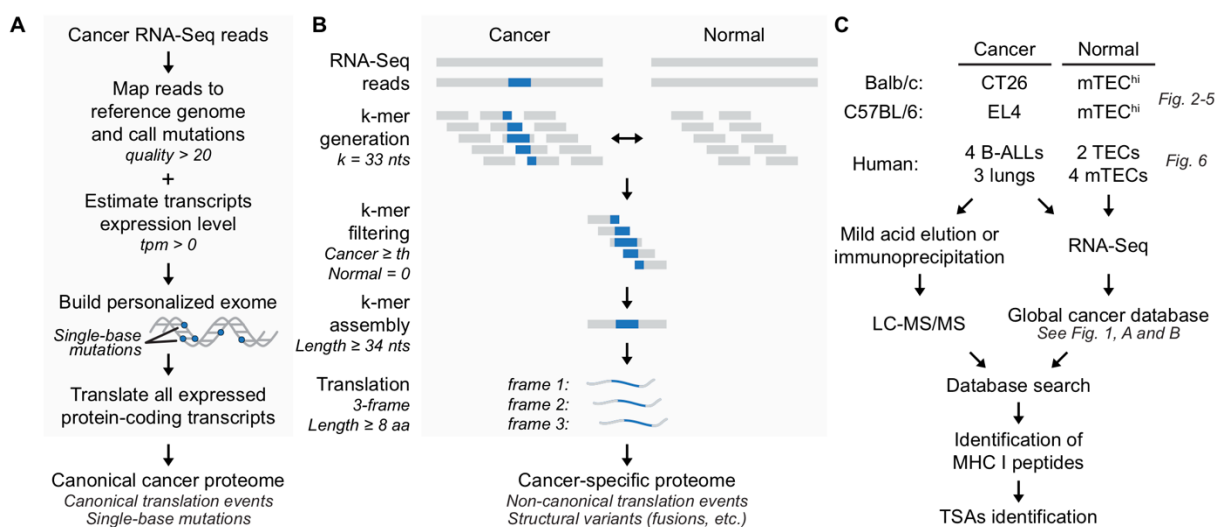 A
Cancer RNA-Seq reads
Map reads to
reference genome
and call mutations
quality > 20
+
Estimate transcripts
expression level
tpm > 0
Build personalized exome
Single-base
mutations
Translate all expressed
protein-coding transcripts
Canonical cancer proteome
Canonical translation events
Single-base mutations
B
Cancer
Normal
RNA-Seq
reads
k-mer
generation
k = 33 nts
k-mer
filtering
Cancer ≥ th
Normal = 0
k-mer
assembly
Length ≥ 34 nts
Translation
3-frame
Length ≥ 8 aa
frame 1:
frame 2:
frame 3:
Cancer-specific proteome
Non-canonical translation events
Structural variants (fusions, etc.)
C
Cancer Normal
Balb/c: CT26 mTEChi
C57BL/6: EL4 mTEChi
Fig. 2-5
Human: 4 B-ALLs 2 TECs
3 lungs 4 mTECs
Fig. 6
Mild acid elution or
immunoprecipitation
RNA-Seq
LC-MS/MS
Global cancer database
See Fig. 1, A and B
Database search
Identification of
MHC I peptides
TSAs identification